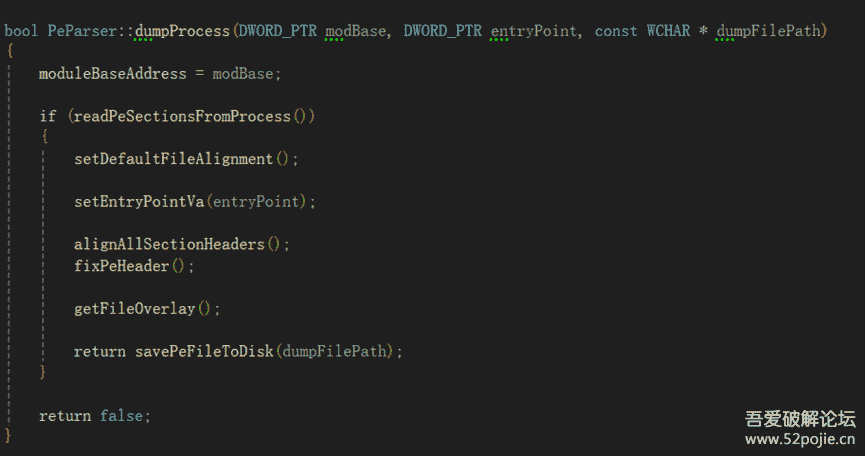 bool PeParser::dumpProcess(DWORD_PTR modBase, DWORD_PTR entryPoint, const WCHAR * dumpFilePath)
{
moduleBaseAddress = modBase;
if (readPeSectionsFromProcess())
{
setDefaultFileAlignment();
setEntryPointVa(entryPoint);
alignAllSectionHeaders();
fixPeHeader();
getFileOverlay();
return savePeFileToDisk(dumpFilePath);
}
return false;
}
吾爱破解论坛
www.52pojie.cn